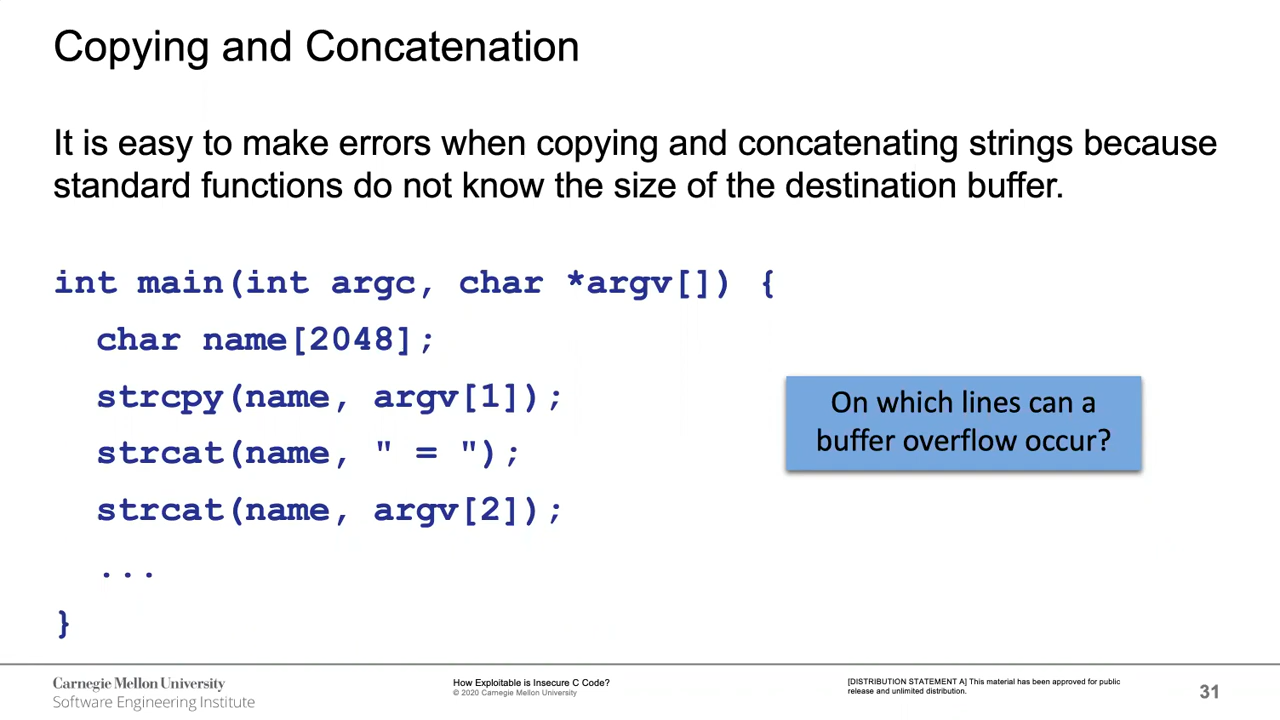 Copying and Concatenation
It is easy to make errors when copying and concatenating strings because
standard functions do not know the size of the destination buffer.
int main(int argc, char *argv[]) {
char name[2048];
strcpy(name, argv[1]);
strcat(name, " = ");
strcat(name, argv[2]);
...
}
On which lines can a
buffer overflow occur?
Carnegie Mellon University
Software Engineering Institute
How Exploitable is Insecure C Code?
© 2020 Carnegie Mellon University
[DISTRIBUTION STATEMENT A] This material has been approved for public
release and unlimited distribution.
31